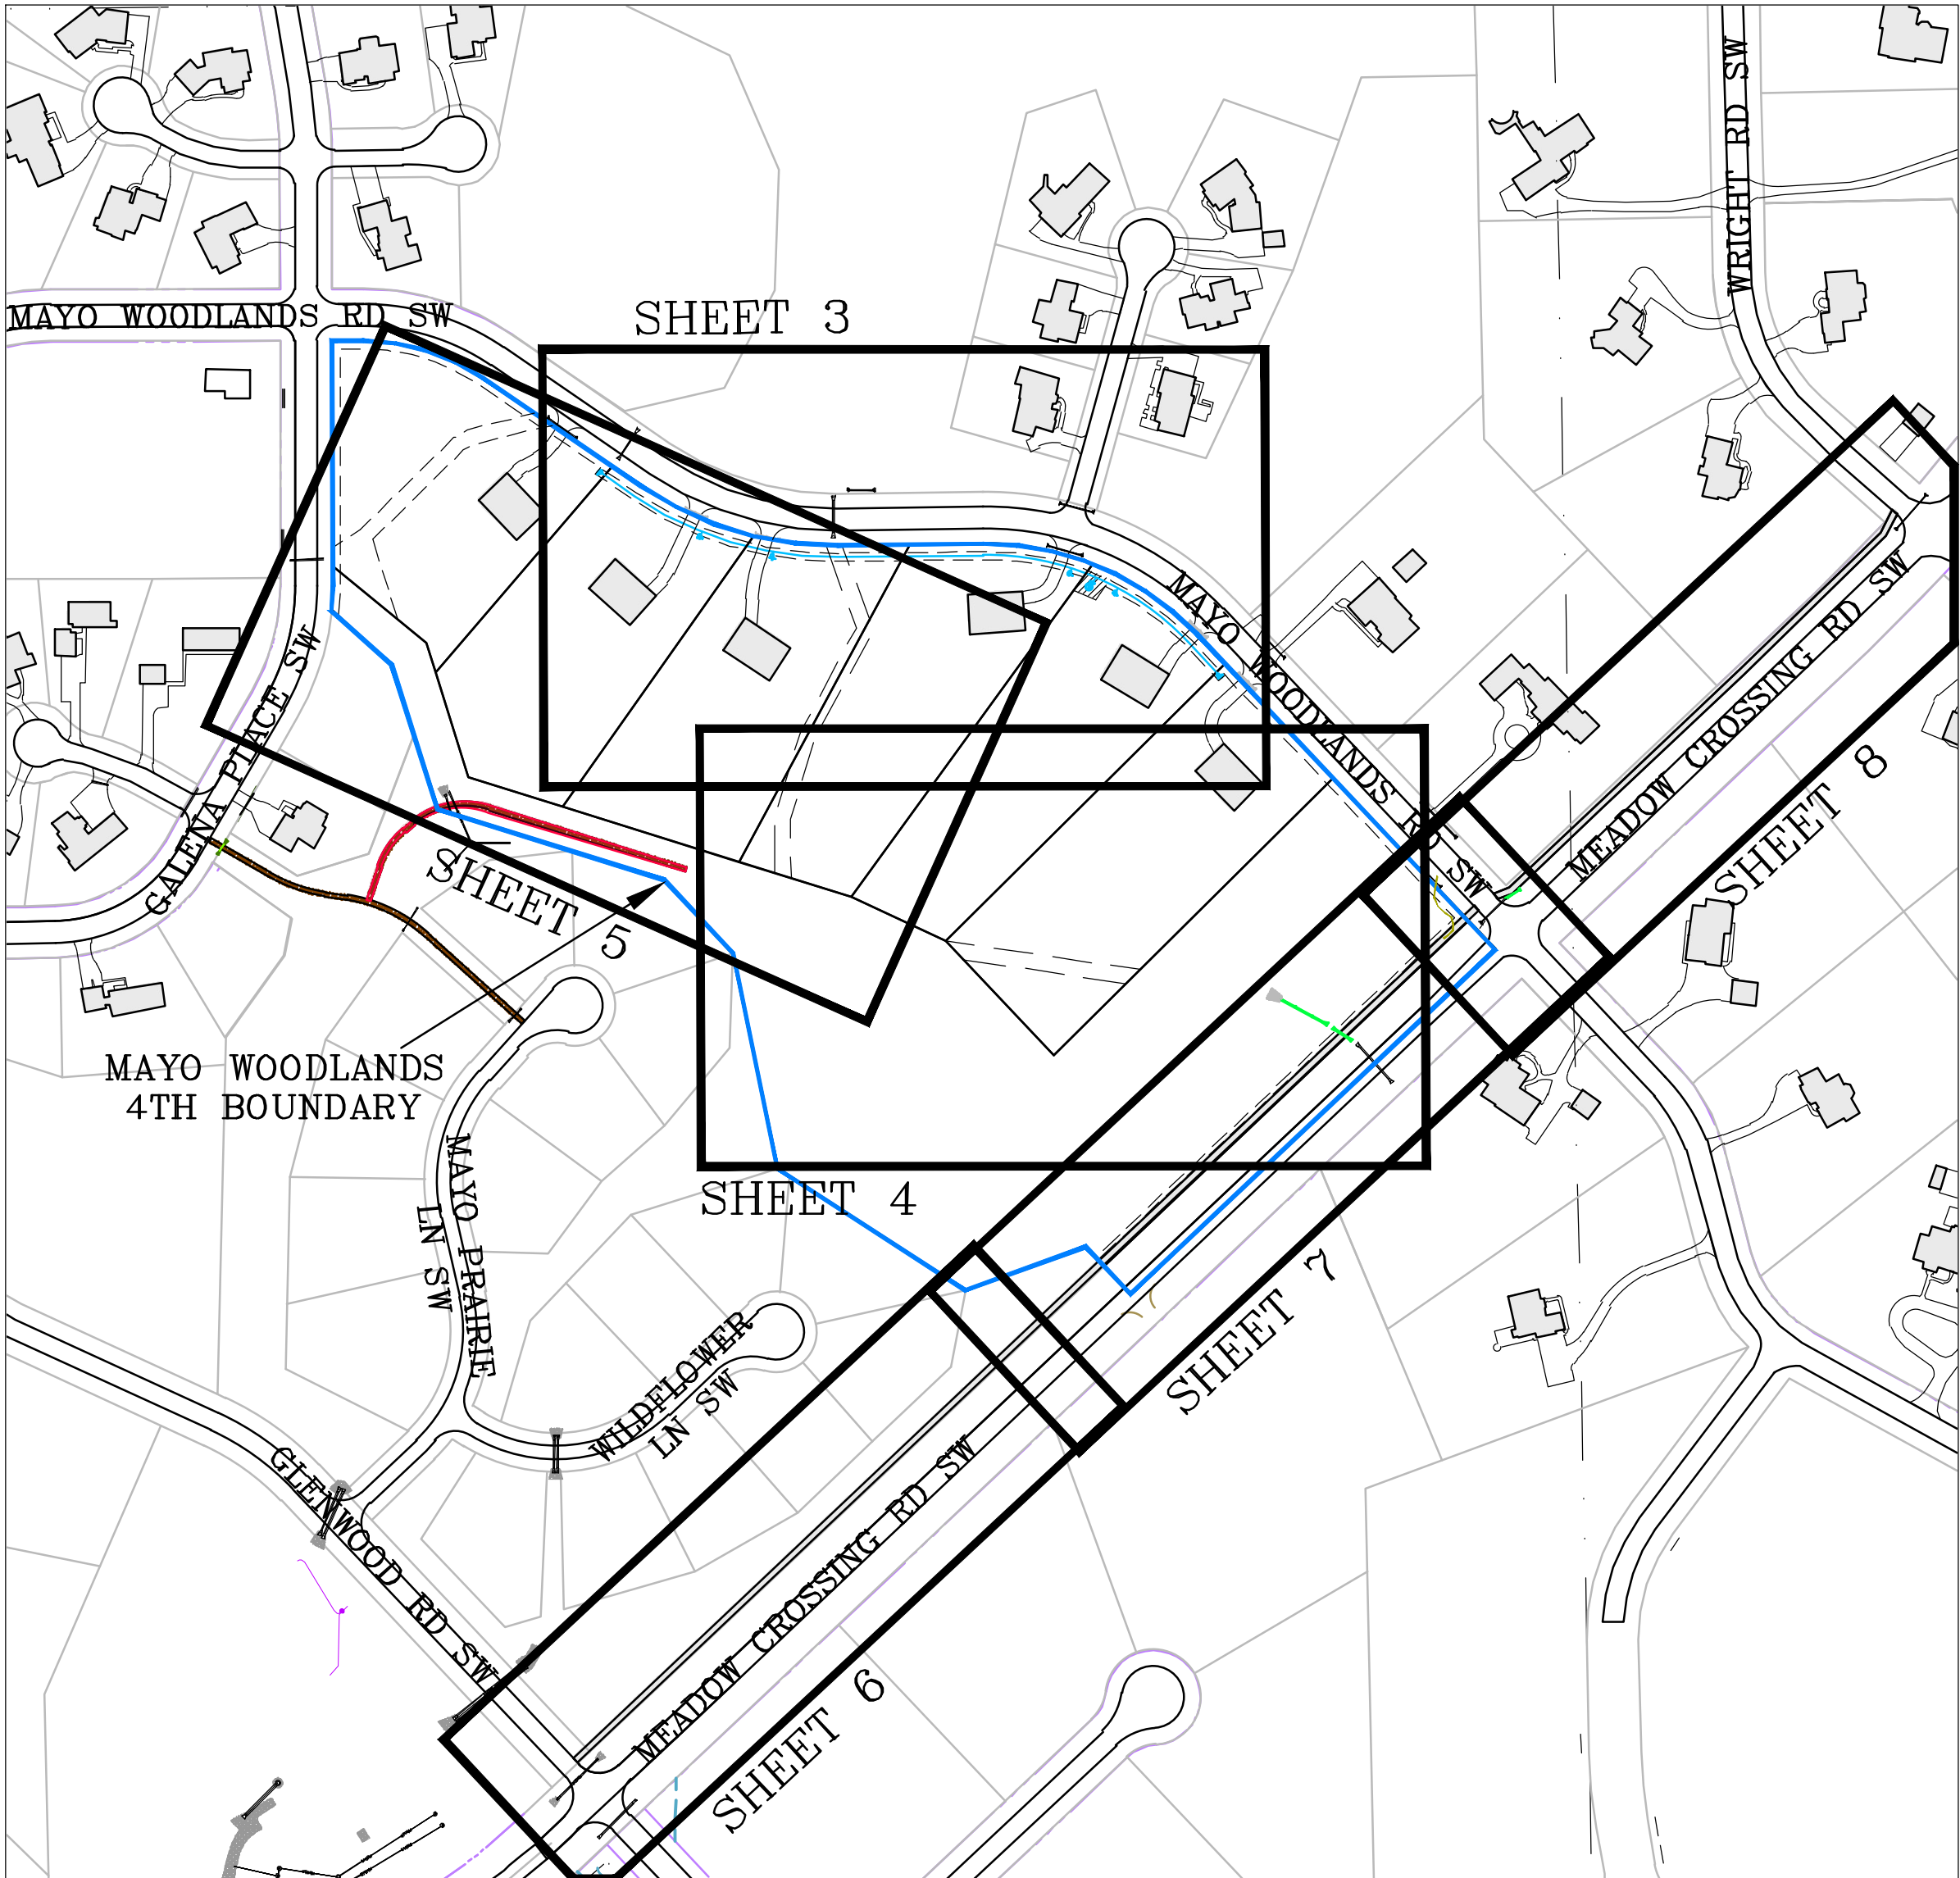 WRIGHT RD SW
MAYO WOODLANDS RD SW
SHEET 3
MAYO WOODLANDS RD SW
MEADOW CROSSING RD SW
SHEET 8
GALENA PLACE SW
SHEET 5
MAYO WOODLANDS
4TH BOUNDARY
MAYO PRAIRIE
LN SW
SHEET 4
SHEET 7
WILDFLOWER
LN SW
GLENWOOD RD SW
MEADOW CROSSING RD SW
SHEET 6